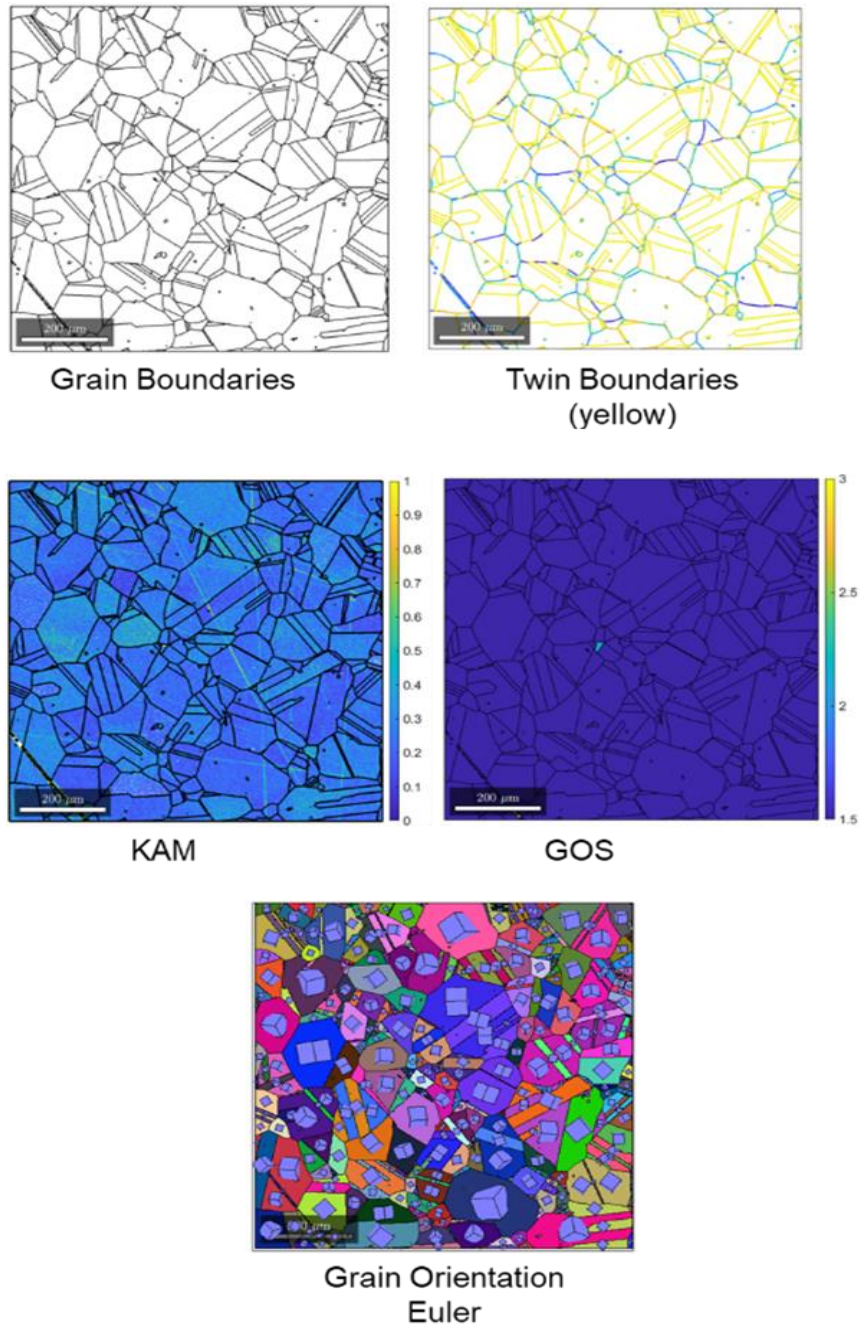 200 μm
200 μm
Grain Boundaries
Twin Boundaries
(yellow)
1
0.9
0.8
0.7
0.6
0.5
0.4
0.3
0.2
0.1
0
200 μm
3
2.5
2
1.5
200 μm
KAM
GOS
μm
Grain Orientation
Euler